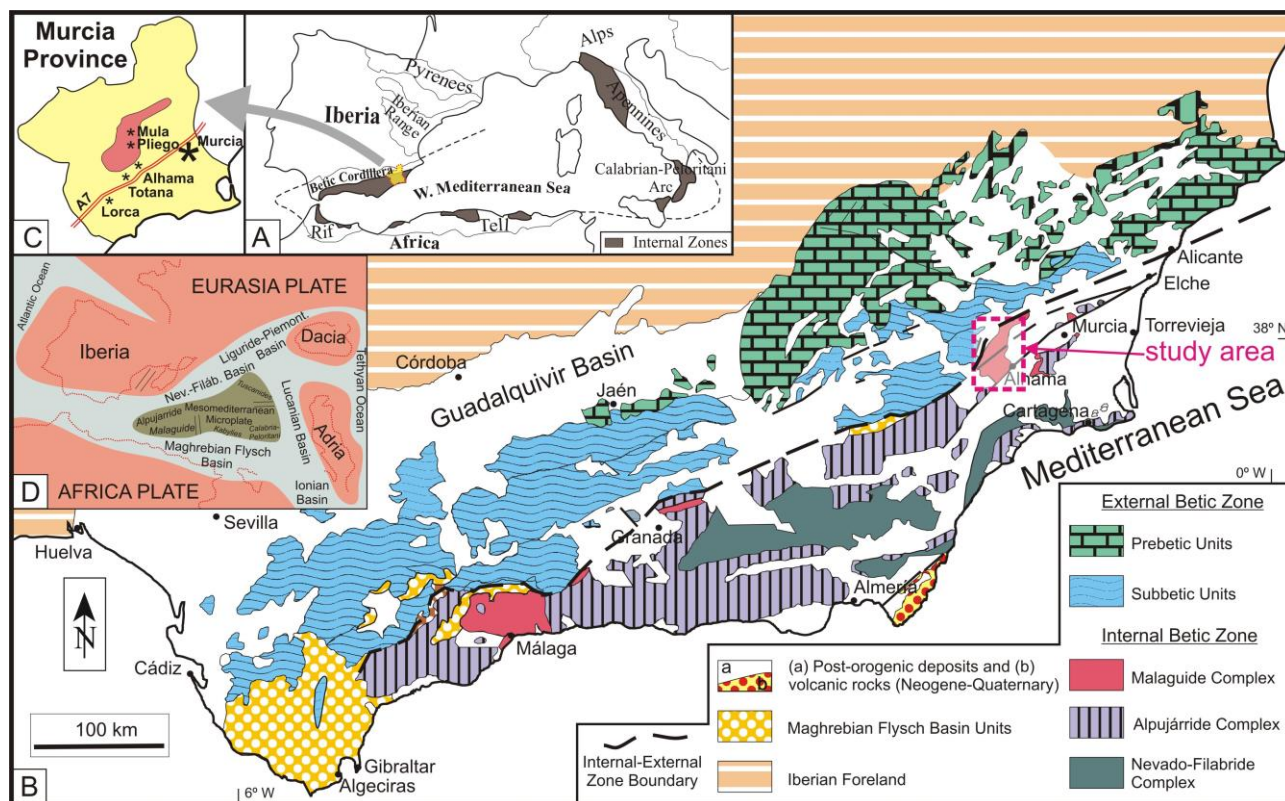 Murcia
Province
Mula
Pliego
Murcia
Alhama
Totana
A7
Lorca
C
Alps
Pyrenees
Apennines
Iberia
Iberian
Range
Betic Cordillera
Calabrian-Peloritani
Arc
W. Mediterranean Sea
Rif
Africa
Tell
Internal Zones
A
Atlantic Ocean
EURASIA PLATE
Iberia
Liguride-Piemont.
Basin
Dacia
Tethyan Ocean
Nev.-Filáb. Basin
Alpujarride
Mesomediterranean
Malaguide
Microplate
Kabylies
Calabria-
Peloritani
Lucanian Basin
Adria
Maghrebian Flysch
Basin
Ionian
Basin
AFRICA PLATE
D
Alicante
Elche
Murcia
Torrevieja
38º N
study area
Alhama
Cartagena
Mediterranean Sea
0º W
Córdoba
Guadalquivir Basin
Jaén
Sevilla
Huelva
Granada
Almería
N
Málaga
Cádiz
100 km
Gibraltar
Algeciras
6º W
B
External Betic Zone
Prebetic Units
Subbetic Units
Internal Betic Zone
Malaguide Complex
Alpujárride Complex
Nevado-Filabride
Complex
a
b
(a) Post-orogenic deposits and (b)
volcanic rocks (Neogene-Quaternary)
Maghrebian Flysch Basin Units
Internal-External
Zone Boundary
Iberian Foreland